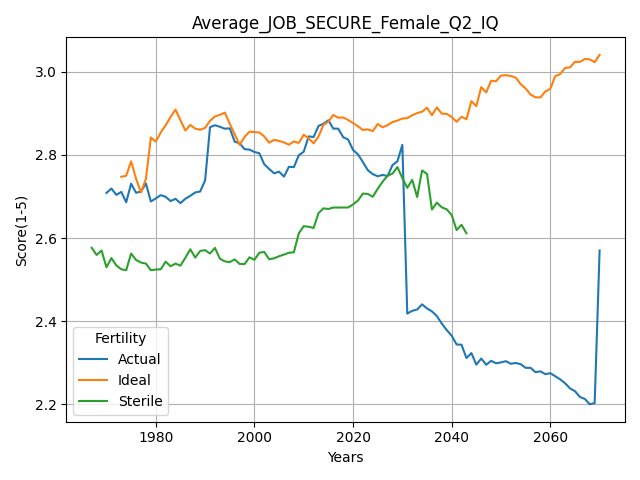 Average_JOB_SECURE_Female_Q2_IQ
Score(1-5)
3.0
2.8
2.6
2.4
2.2
Fertility
Actual
Ideal
Sterile
1980 2000 2020 2040 2060
Years